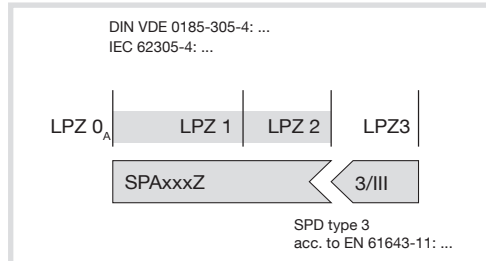 DIN VDE 0185-305-4: ...
IEC 62305-4: ...
LPZ 0A LPZ 1 LPZ 2 LPZ3
SPAxxxZ 3/III
SPD type 3
acc. to EN 61643-11: ...